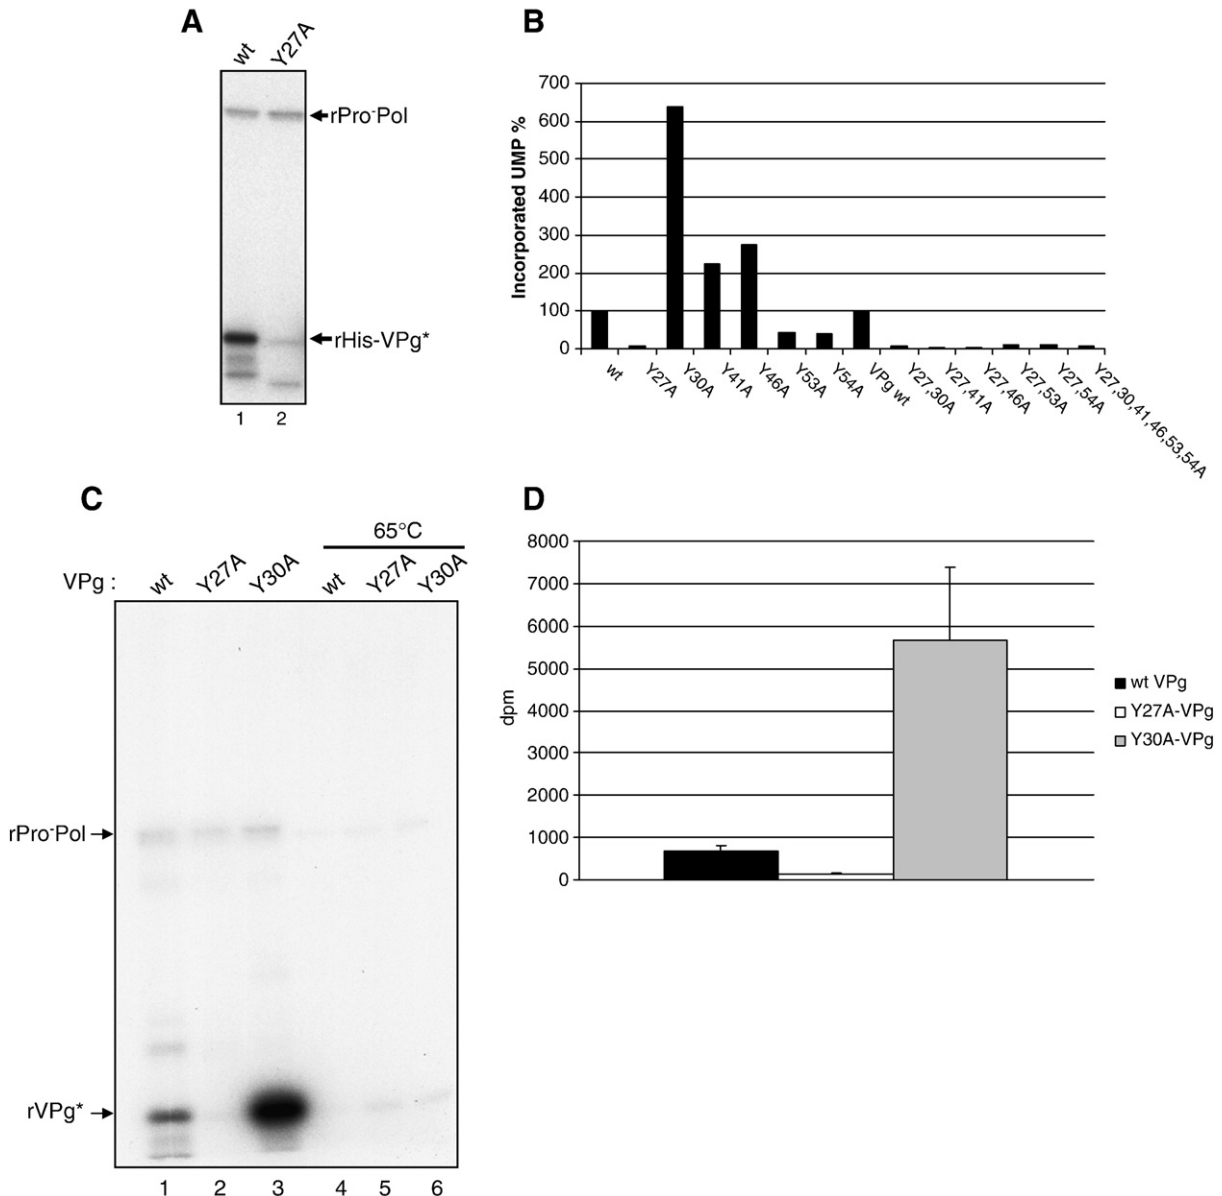 A
wt Y27A
rPro-Pol
rHis-VPg*
1 2
B
Incorporated UMP %
700
600
500
400
300
200
100
0
wt Y27A Y30A Y41A Y46A Y53A Y54A VPg wt Y27,30A Y27,41A Y27,46A Y27,53A Y27,54A Y27,30,41,46,53,54A
C
65°C
VPg : wt Y27A Y30A wt Y27A Y30A
rPro-Pol
rVPg*
1 2 3 4 5 6
D
dpm
8000
7000
6000
5000
4000
3000
2000
1000
0
wt VPg
Y27A-VPg
Y30A-VPg